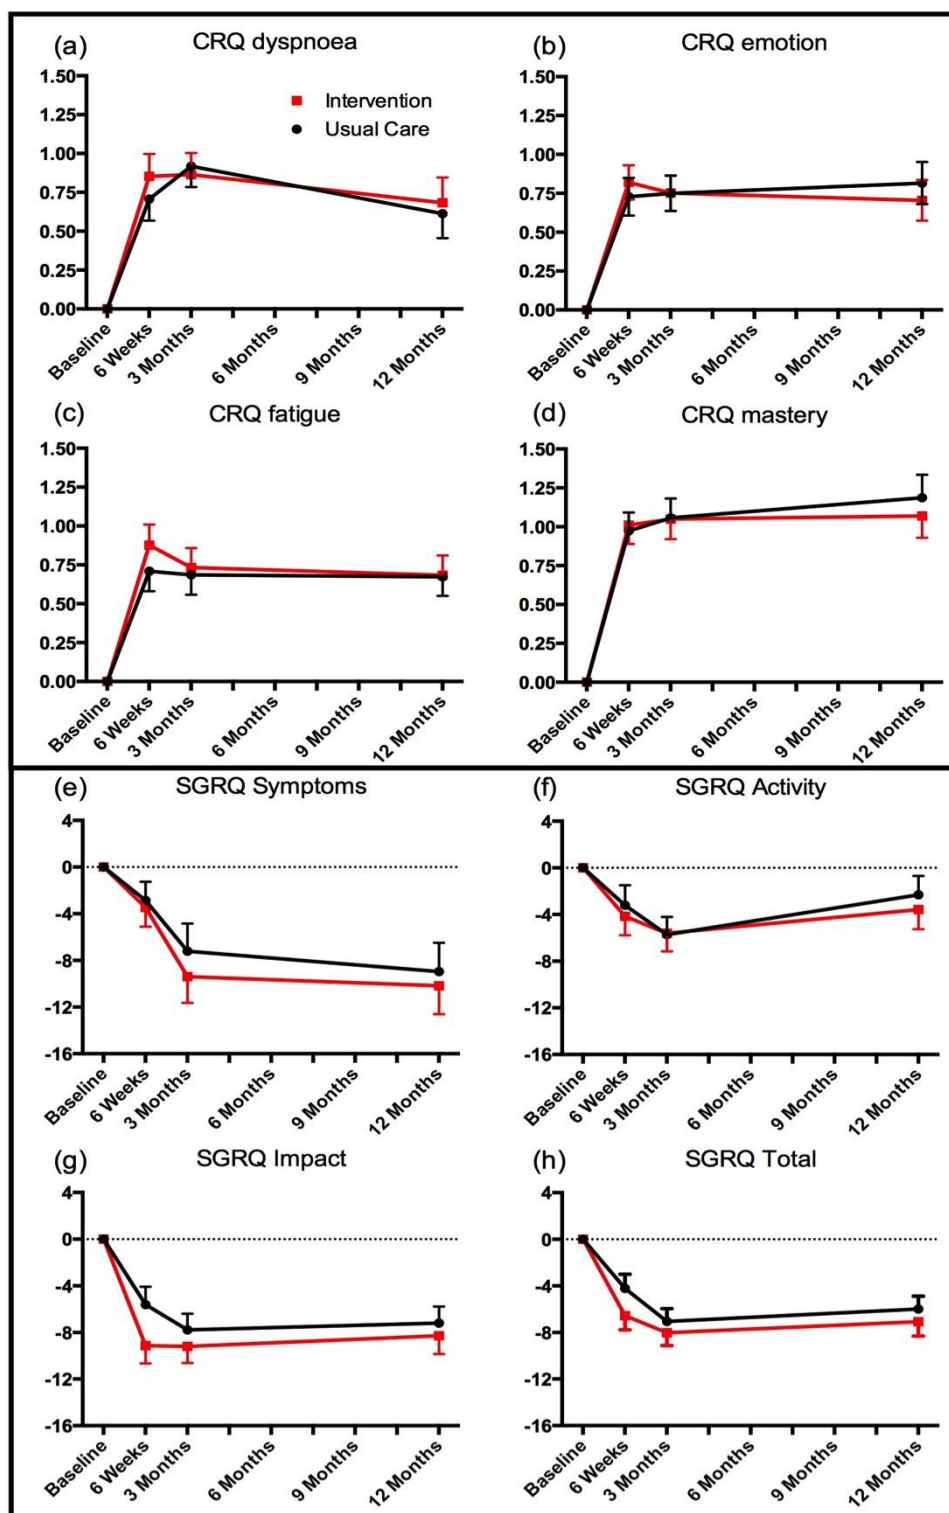 (a) CRQ dyspnoea
1.50
1.25
1.00
0.75
0.50
0.25
0.00
Intervention
Usual Care
Baseline
6 Weeks
3 Months
6 Months
9 Months
12 Months
(b) CRQ emotion
1.50
1.25
1.00
0.75
0.50
0.25
0.00
Baseline
6 Weeks
3 Months
6 Months
9 Months
12 Months
(c) CRQ fatigue
1.50
1.25
1.00
0.75
0.50
0.25
0.00
Baseline
6 Weeks
3 Months
6 Months
9 Months
12 Months
(d) CRQ mastery
1.50
1.25
1.00
0.75
0.50
0.25
0.00
Baseline
6 Weeks
3 Months
6 Months
9 Months
12 Months
(e) SGRQ Symptoms
4
0
-4
-8
-12
-16
Baseline
6 Weeks
3 Months
6 Months
9 Months
12 Months
(f) SGRQ Activity
4
0
-4
-8
-12
-16
Baseline
6 Weeks
3 Months
6 Months
9 Months
12 Months
(g) SGRQ Impact
4
0
-4
-8
-12
-16
Baseline
6 Weeks
3 Months
6 Months
9 Months
12 Months
(h) SGRQ Total
4
0
-4
-8
-12
-16
Baseline
6 Weeks
3 Months
6 Months
9 Months
12 Months